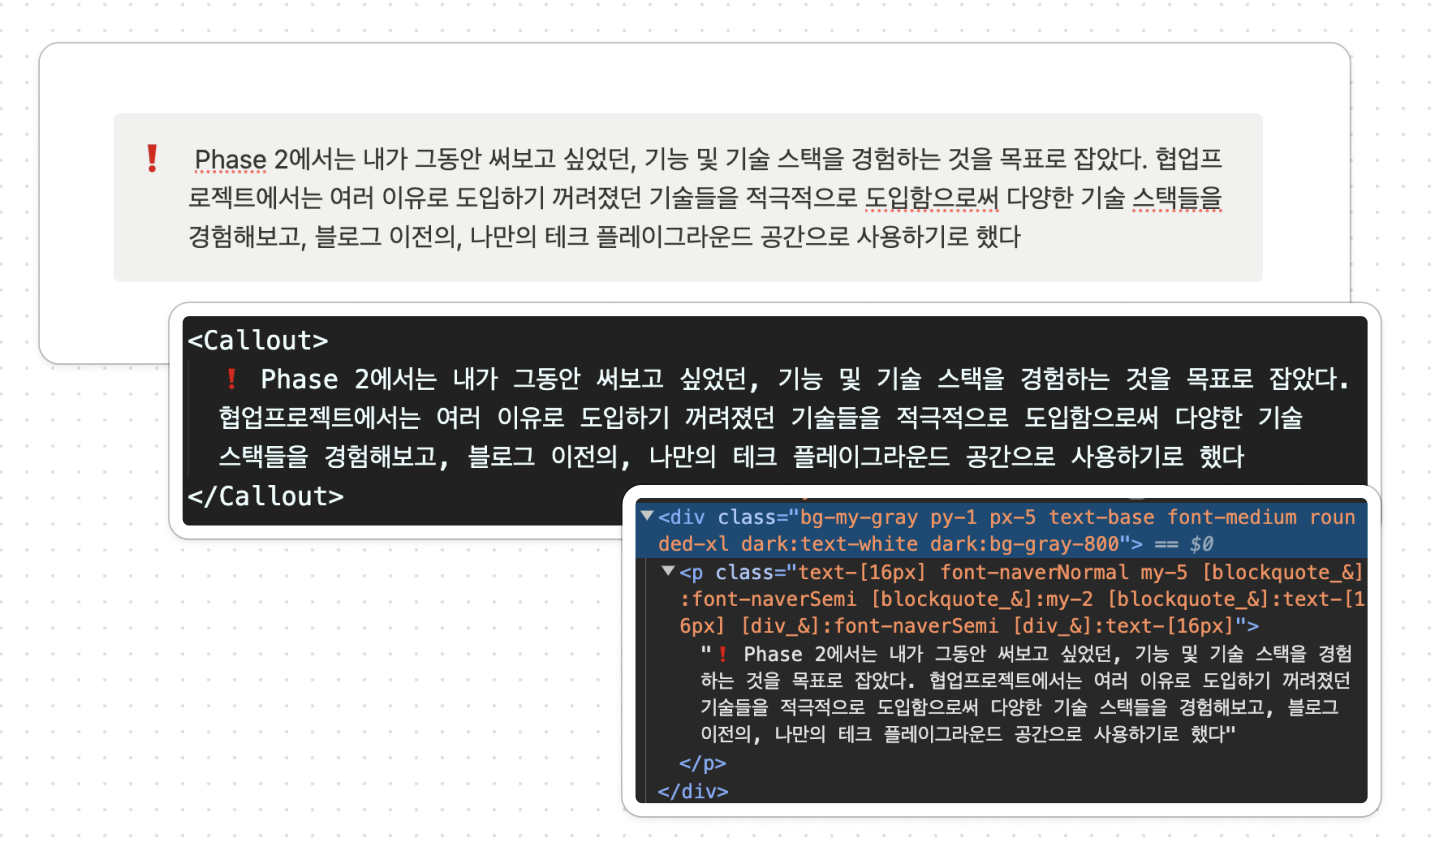 ❗ Phase 2에서는 내가 그동안 써보고 싶었던, 기능 및 기술 스택을 경험하는 것을 목표로 잡았다. 협업프
로젝트에서는 여러 이유로 도입하기 꺼려졌던 기술들을 적극적으로 도입함으로써 다양한 기술 스택들을
경험해보고, 블로그 이전의, 나만의 테크 플레이그라운드 공간으로 사용하기로 했다
<Callout>
❗ Phase 2에서는 내가 그동안 써보고 싶었던, 기능 및 기술 스택을 경험하는 것을 목표로 잡았다.
협업프로젝트에서는 여러 이유로 도입하기 꺼려졌던 기술들을 적극적으로 도입함으로써 다양한 기술
스택들을 경험해보고, 블로그 이전의, 나만의 테크 플레이그라운드 공간으로 사용하기로 했다
</Callout>
▼<div class="bg-my-gray py-1 px-5 text-base font-medium roun
ded-xl dark:text-white dark:bg-gray-800"> == $0
▼<p class="text-[16px] font-naverNormal my-5 [blockquote_&]
:font-naverSemi [blockquote_&]:my-2 [blockquote_&]:text-[1
6px] [div_&]:font-naverSemi [div_&]:text-[16px]">
"❗ Phase 2에서는 내가 그동안 써보고 싶었던, 기능 및 기술 스택을 경험
하는 것을 목표로 잡았다. 협업프로젝트에서는 여러 이유로 도입하기 꺼려졌던
기술들을 적극적으로 도입함으로써 다양한 기술 스택들을 경험해보고, 블로그
이전의, 나만의 테크 플레이그라운드 공간으로 사용하기로 했다"
</p>
</div>